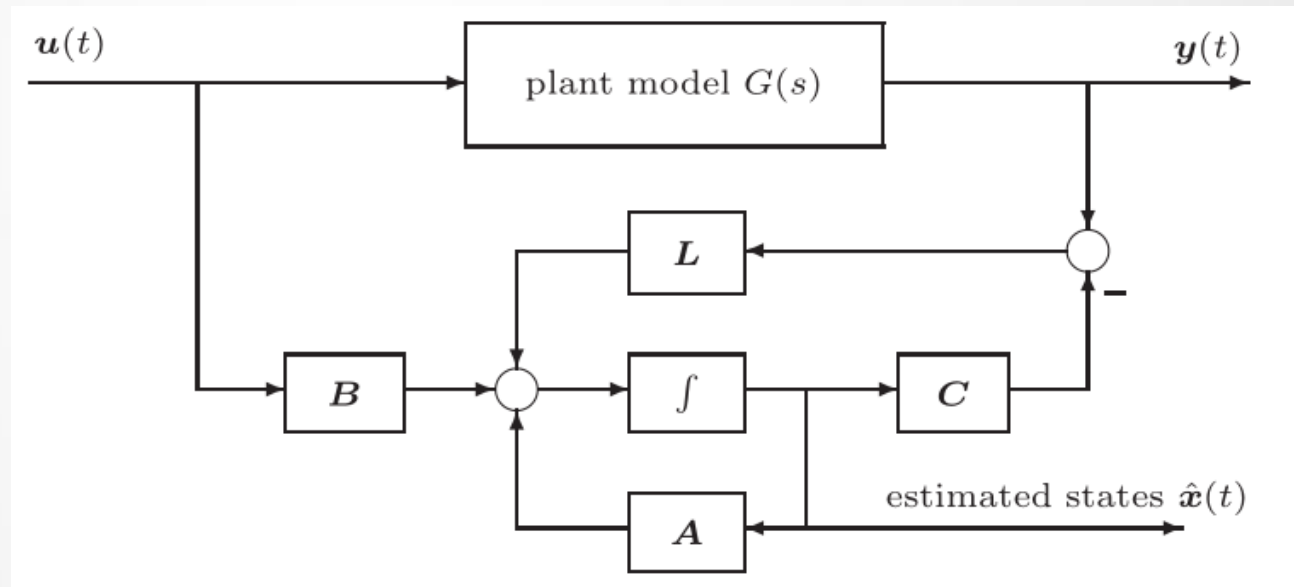 u(t)
plant model G(s)
y(t)
L
B
∫
C
A
estimated states x̂(t)